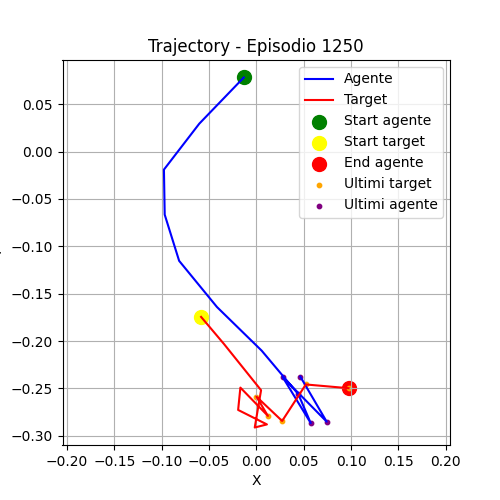 Trajectory - Episodio 1250
Agente
Target
Start agente
Start target
End agente
Ultimi target
Ultimi agente
0.05
0.00
−0.05
−0.10
−0.15
−0.20
−0.25
−0.30
−0.20 −0.15 −0.10 −0.05 0.00 0.05 0.10 0.15 0.20
X